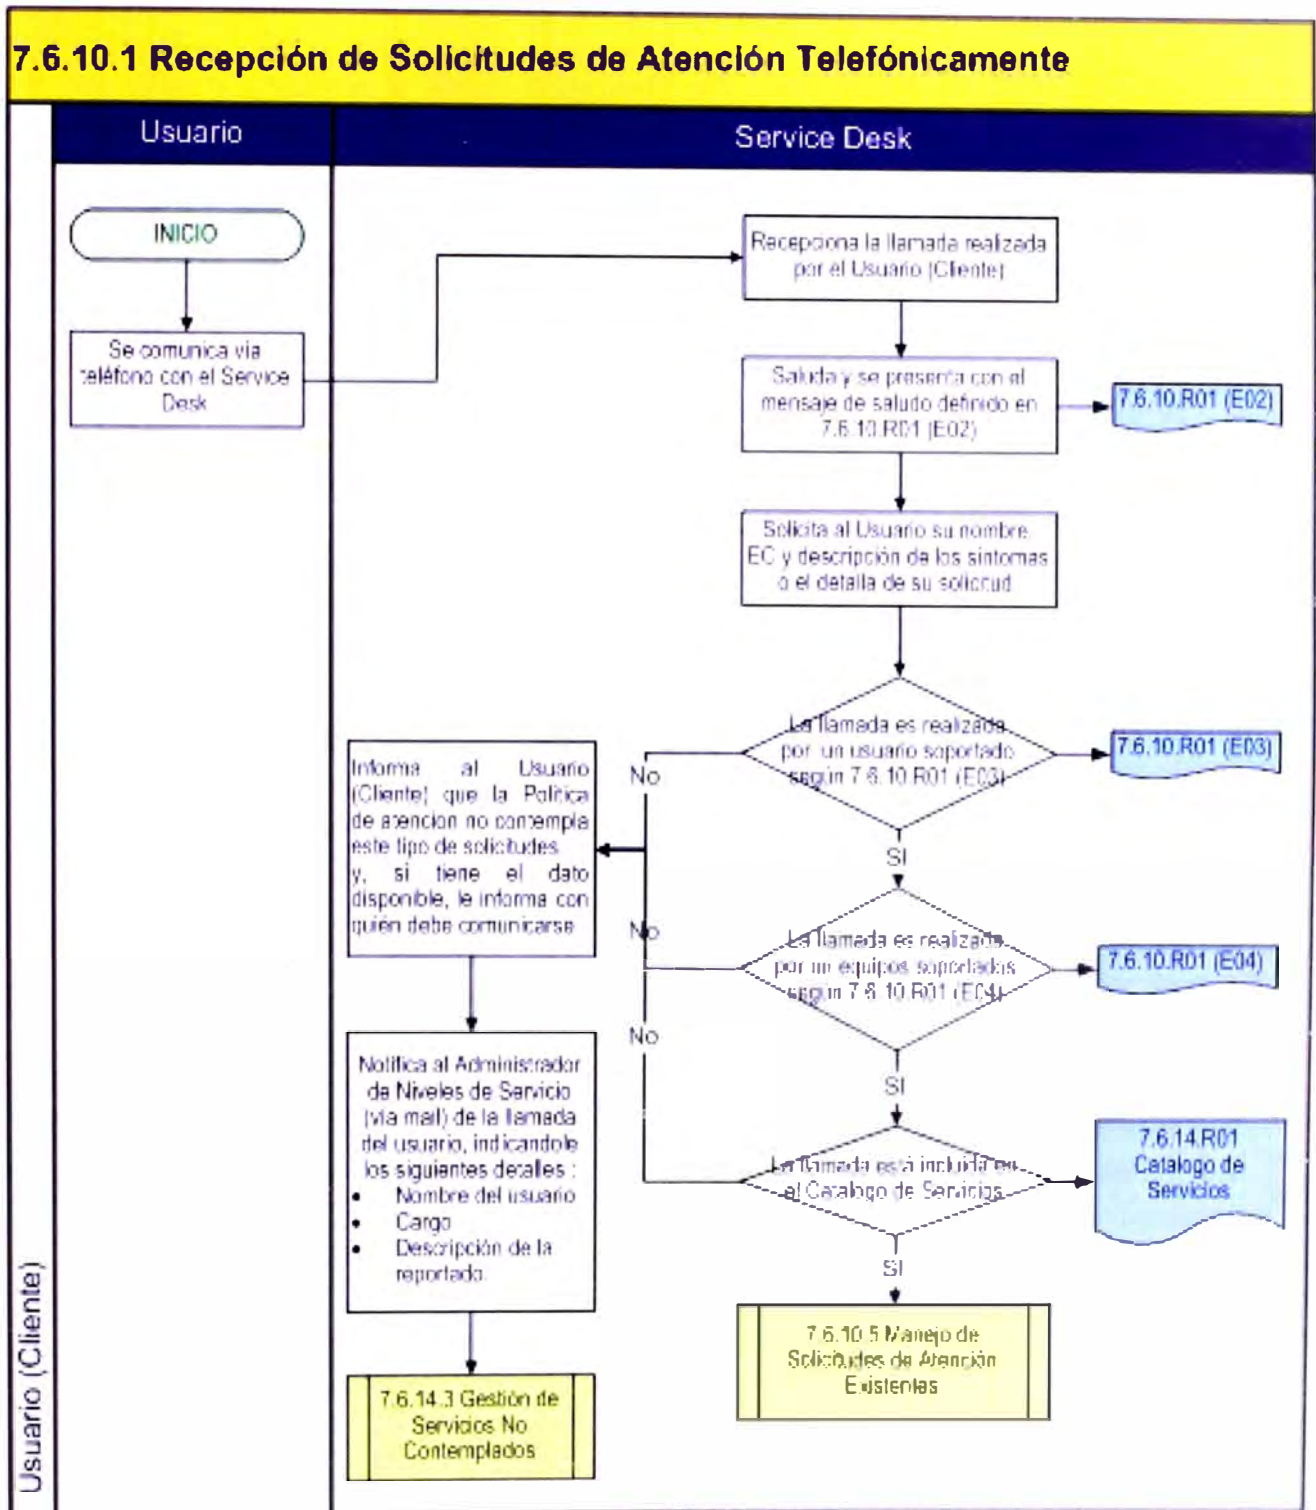 7.6.10.1 Recepción de Solicitudes de Atención Telefónicamente
Usuario
Service Desk
INICIO
Se comunica via
teléfono con el Service
Desk
Recepciona la llamada realizada
por el Usuario (Cliente)
Saluda y se presenta con el
mensaje de saludo definido en
7.6.10.R01 (E02)
7.6.10.R01 (E02)
Solicita al Usuario su nombre,
EC y descripción de los síntomas
o el detalla de su solicitud
La llamada es realizada
por un usuario soportado
según 7.6.10.R01 (E03)
7.6.10.R01 (E03)
No
SI
Informa al Usuario
(Cliente) que la Política
de atencion no contempla
este tipo de solicitudes
y, si tiene el dato
disponible, le informa con
quién debe comunicarse
La llamada es realizada
por un equipos soportados
según 7.6.10.R01 (E04)
7.6.10.R01 (E04)
No
SI
La llamada está incluida en
el Catalogo de Servicios
7.6.14.R01
Catalogo de
Servicios
No
SI
Notifica al Administrador
de Niveles de Servicio
(vía mail) de la llamada
del usuario, indicandole
los siguientes detalles :
• Nombre del usuario
• Cargo
• Descripción de la
reportado.
7.6.10.5 Manejo de
Solicitudes de Atención
Existentes
7.6.14.3 Gestión de
Servicios No
Contemplados
Usuario (Cliente)